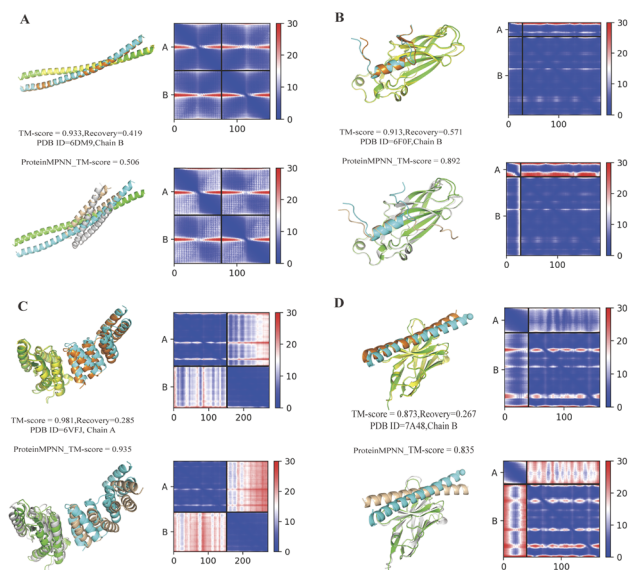 A
30
20
10
0
A
B
0
100
TM-score = 0.933,Recovery=0.419
PDB ID=6DM9,Chain B
ProteinMPNN_TM-score = 0.506
30
20
10
0
A
B
0
100
B
30
20
10
0
A
B
0
100
TM-score = 0.913,Recovery=0.571
PDB ID=6F0F,Chain B
ProteinMPNN_TM-score = 0.892
30
20
10
0
A
B
0
100
C
30
20
10
0
A
B
0
100
200
TM-score = 0.981,Recovery=0.285
PDB ID=6VFJ, Chain A
ProteinMPNN_TM-score = 0.935
30
20
10
0
A
B
0
100
200
D
30
20
10
0
A
B
0
100
TM-score = 0.873,Recovery=0.267
PDB ID=7A48,Chain B
ProteinMPNN_TM-score = 0.835
30
20
10
0
A
B
0
100